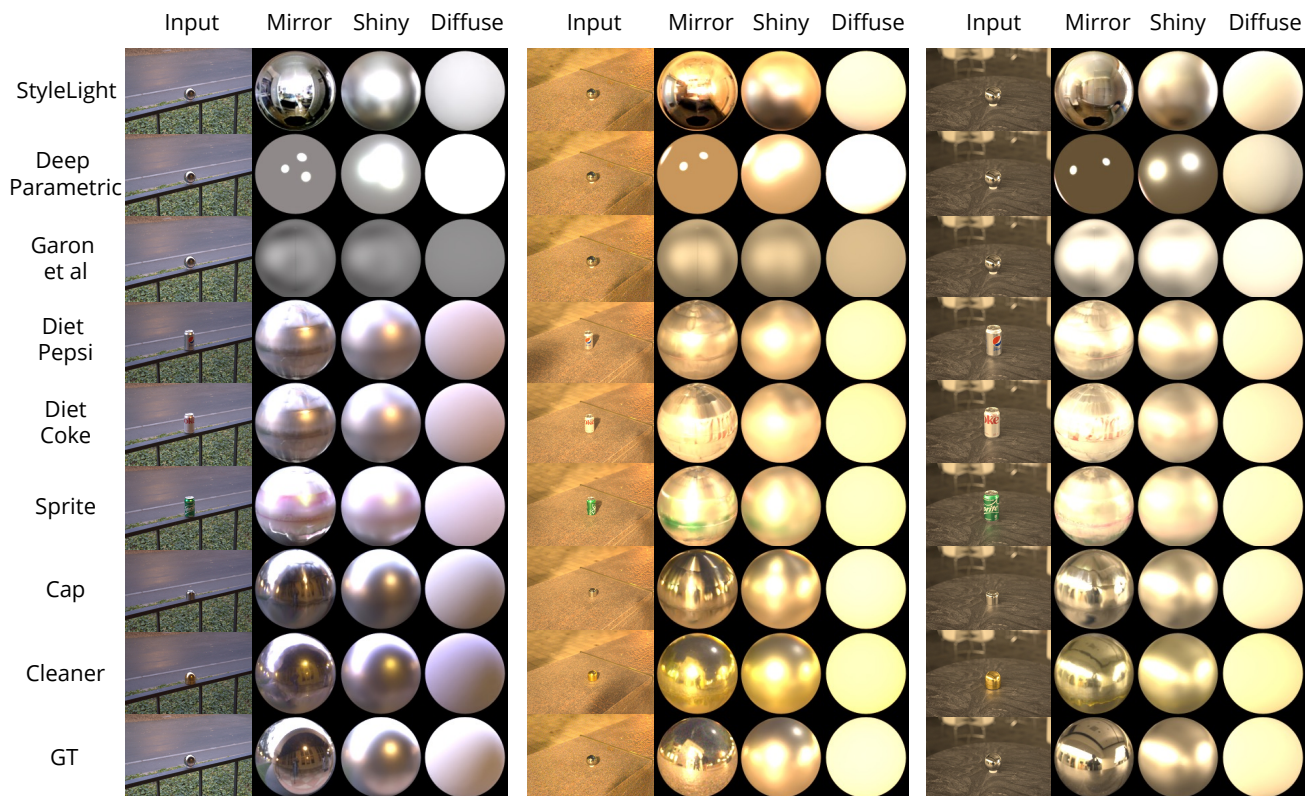 Input Mirror Shiny Diffuse Input Mirror Shiny Diffuse Input Mirror Shiny Diffuse
StyleLight
Deep
Parametric
Garon
et al
Diet
Pepsi
Diet
Coke
Sprite
Cap
Cleaner
GT